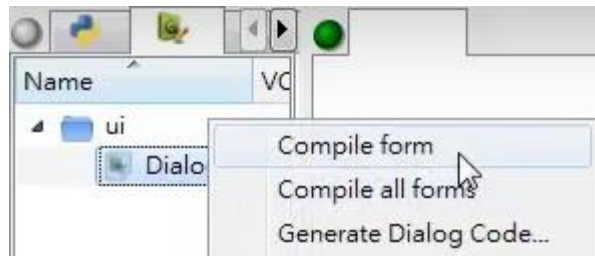 Name VC
ui
Dialo
Compile form
Compile all forms
Generate Dialog Code...